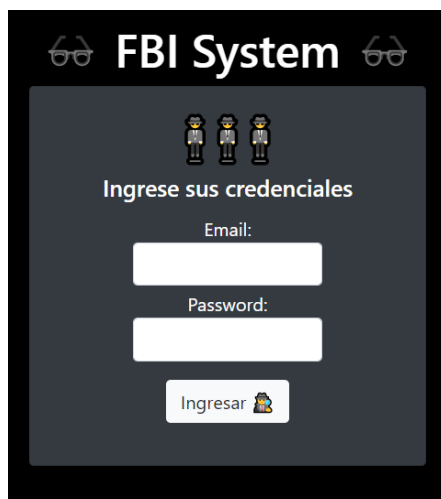 FBI System
Ingrese sus credenciales
Email:
Password:
Ingresar